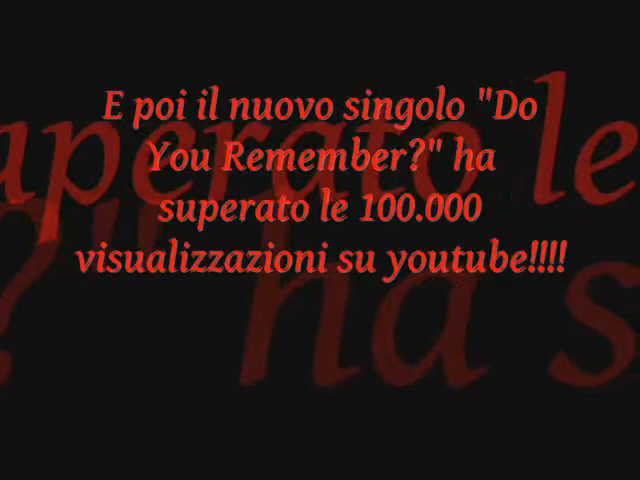 E poi il nuovo singolo "Do
You Remember?" ha
superato le 100.000
visualizzazioni su youtube!!!!